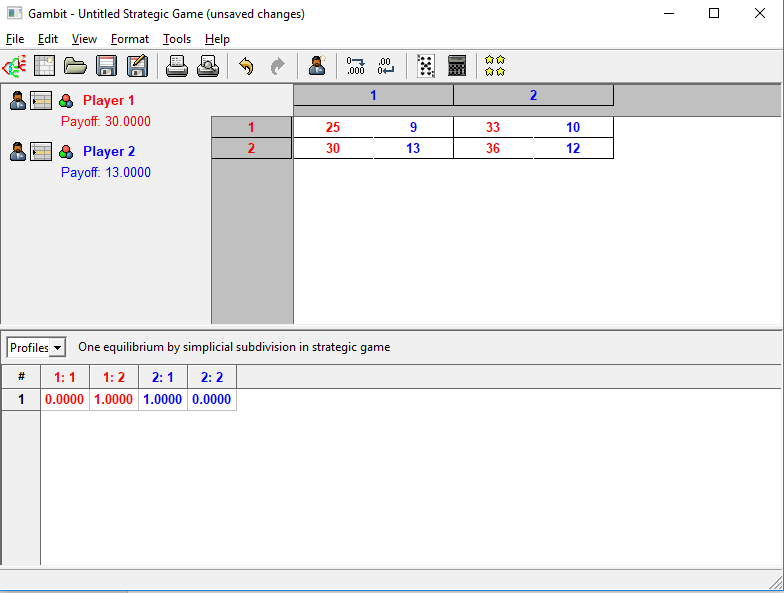 Gambit - Untitled Strategic Game (unsaved changes)
File Edit View Format Tools Help
.000 .00
Player 1
Payoff: 30.0000
Player 2
Payoff: 13.0000
1 2
1 25 9 33 10
2 30 13 36 12
Profiles One equilibrium by simplicial subdivision in strategic game
# 1: 1 1: 2 2: 1 2: 2
1 0.0000 1.0000 1.0000 0.0000